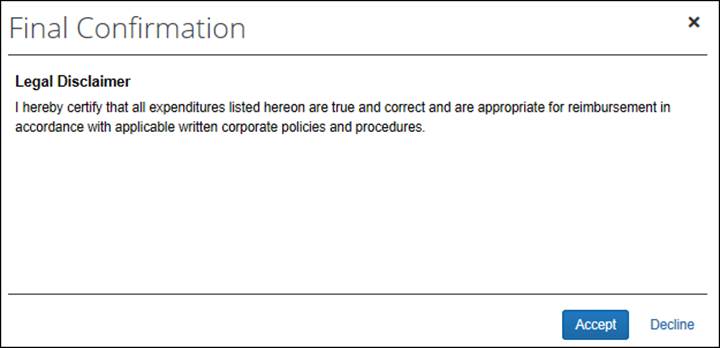 Final Confirmation
Legal Disclaimer
I hereby certify that all expenditures listed hereon are true and correct and are appropriate for reimbursement in
accordance with applicable written corporate policies and procedures.
Accept
Decline